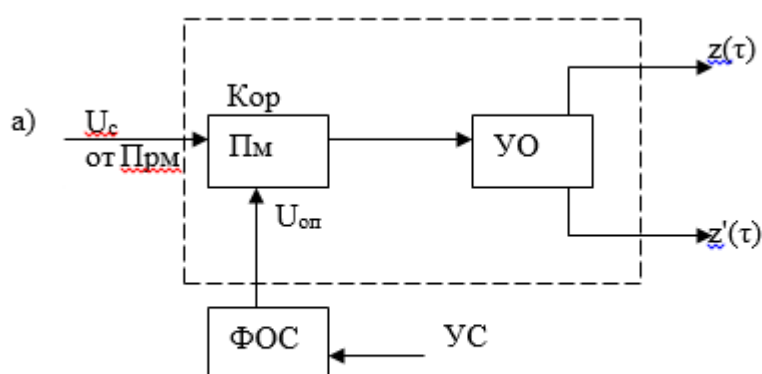 z(τ)
Кор
а)
Uс
от Прм
Пм
УО
Uоп
z'(τ)
ФОС
УС